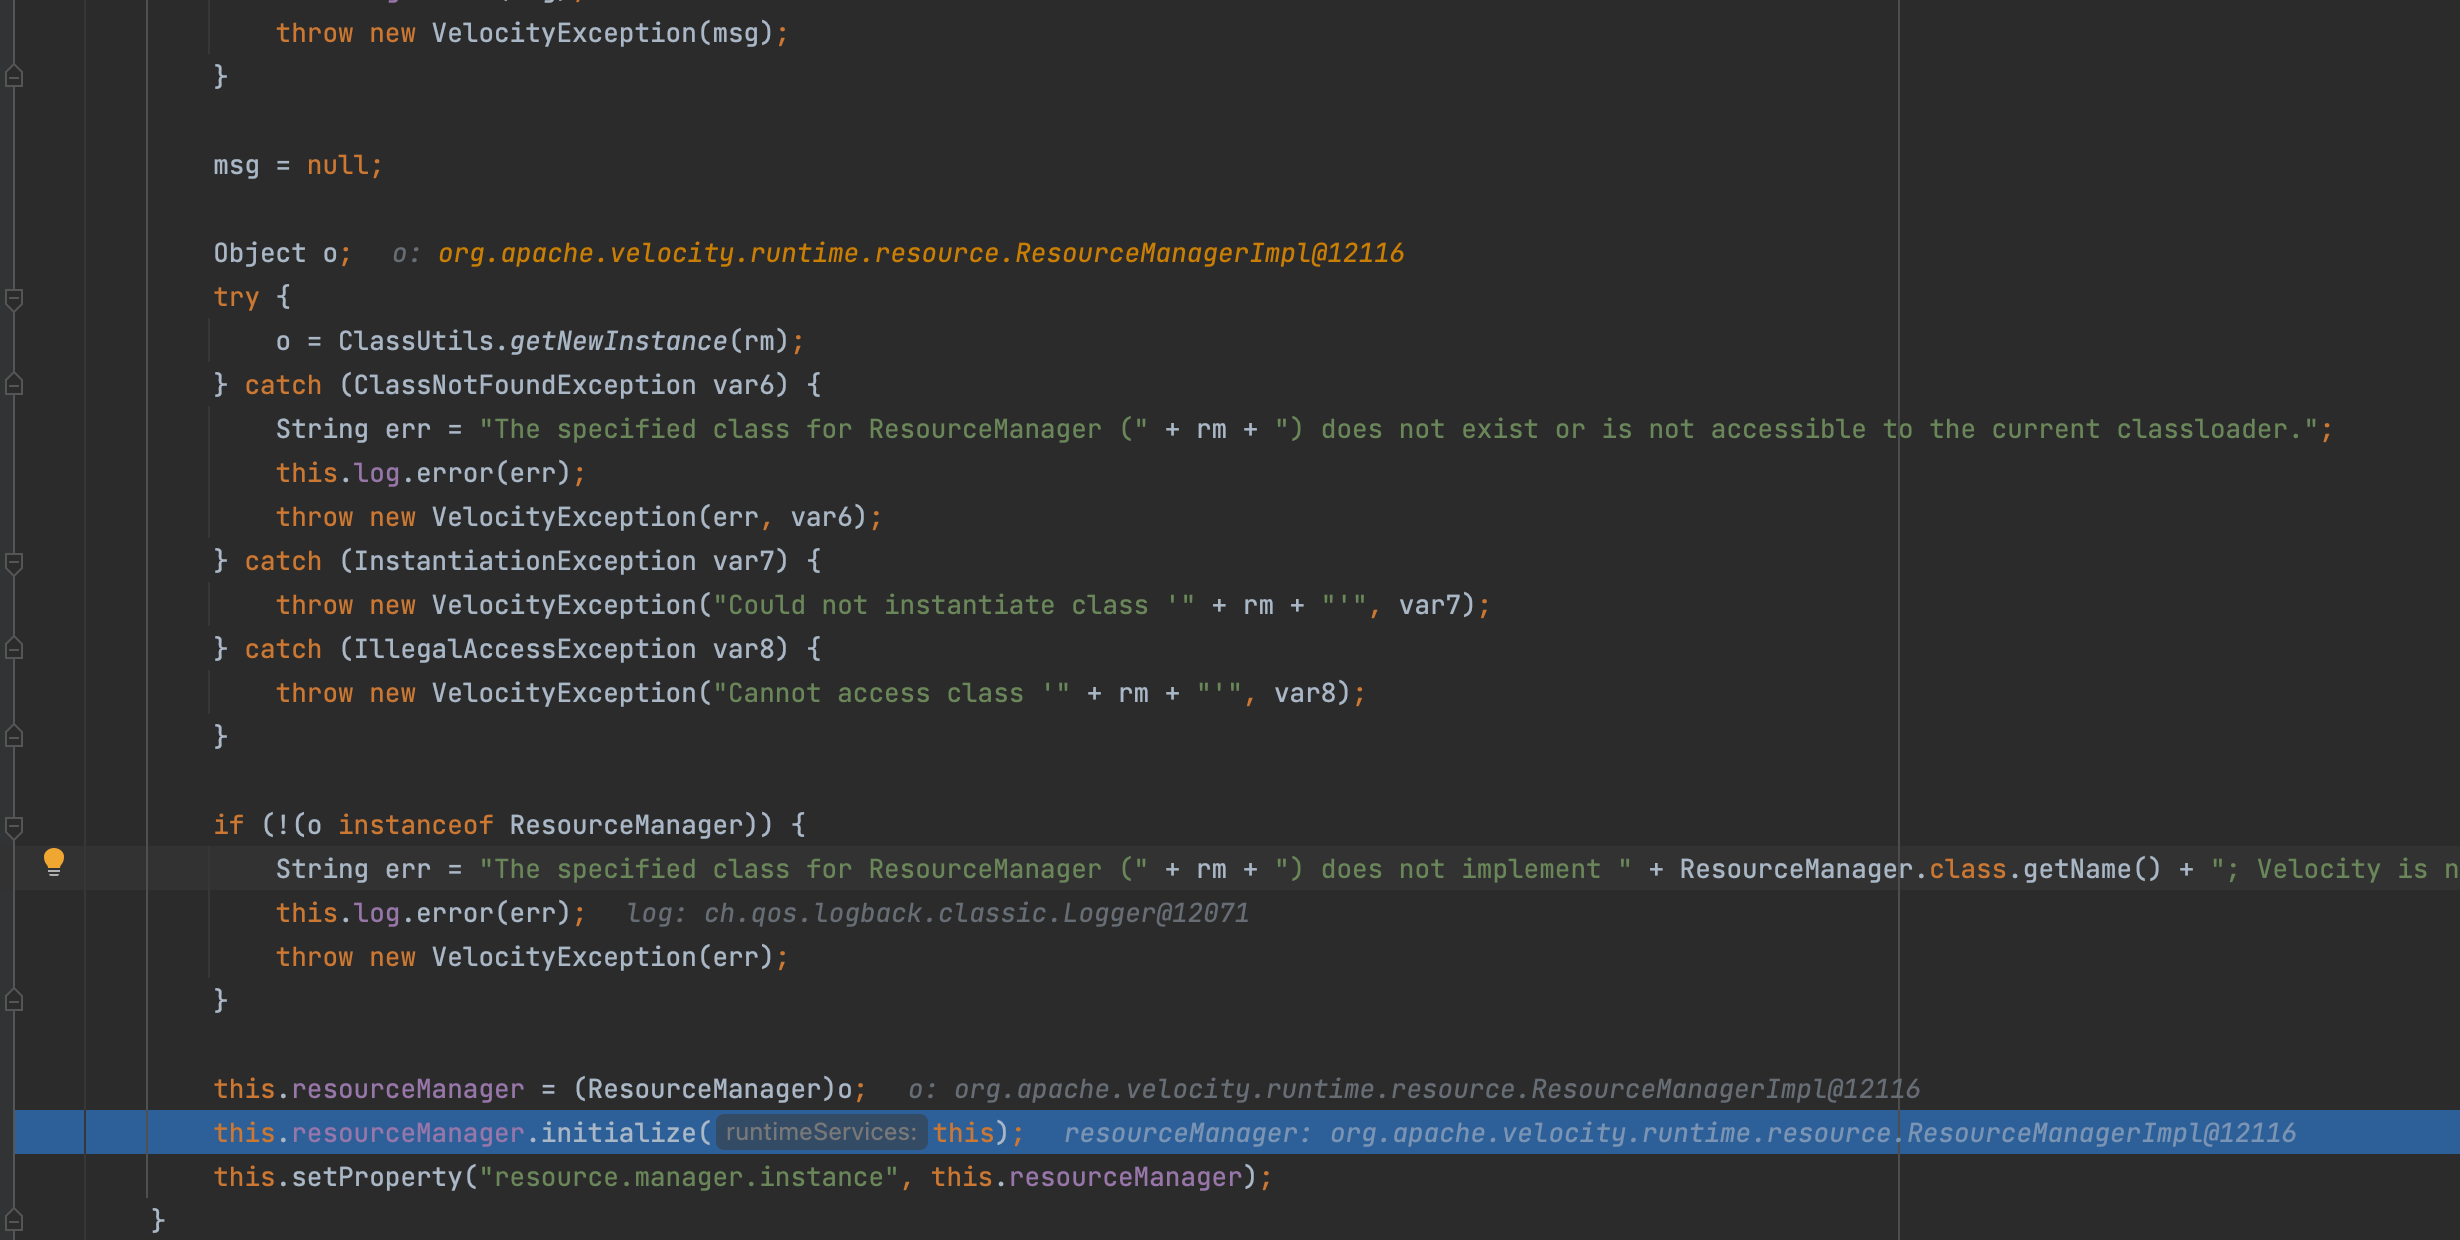 throw new VelocityException(msg);
}
msg = null;
Object o;   o: org.apache.velocity.runtime.resource.ResourceManagerImpl@12116
try {
o = ClassUtils.getNewInstance(rm);
} catch (ClassNotFoundException var6) {
String err = "The specified class for ResourceManager (" + rm + ") does not exist or is not accessible to the current classloader.";
this.log.error(err);
throw new VelocityException(err, var6);
} catch (InstantiationException var7) {
throw new VelocityException("Could not instantiate class '" + rm + "'", var7);
} catch (IllegalAccessException var8) {
throw new VelocityException("Cannot access class '" + rm + "'", var8);
}
if (!(o instanceof ResourceManager)) {
String err = "The specified class for ResourceManager (" + rm + ") does not implement " + ResourceManager.class.getName() + "; Velocity is n
this.log.error(err);   log: ch.qos.logback.classic.Logger@12071
throw new VelocityException(err);
}
this.resourceManager = (ResourceManager)o;   o: org.apache.velocity.runtime.resource.ResourceManagerImpl@12116
this.resourceManager.initialize( runtimeServices: this);   resourceManager: org.apache.velocity.runtime.resource.ResourceManagerImpl@12116
this.setProperty("resource.manager.instance", this.resourceManager);
}